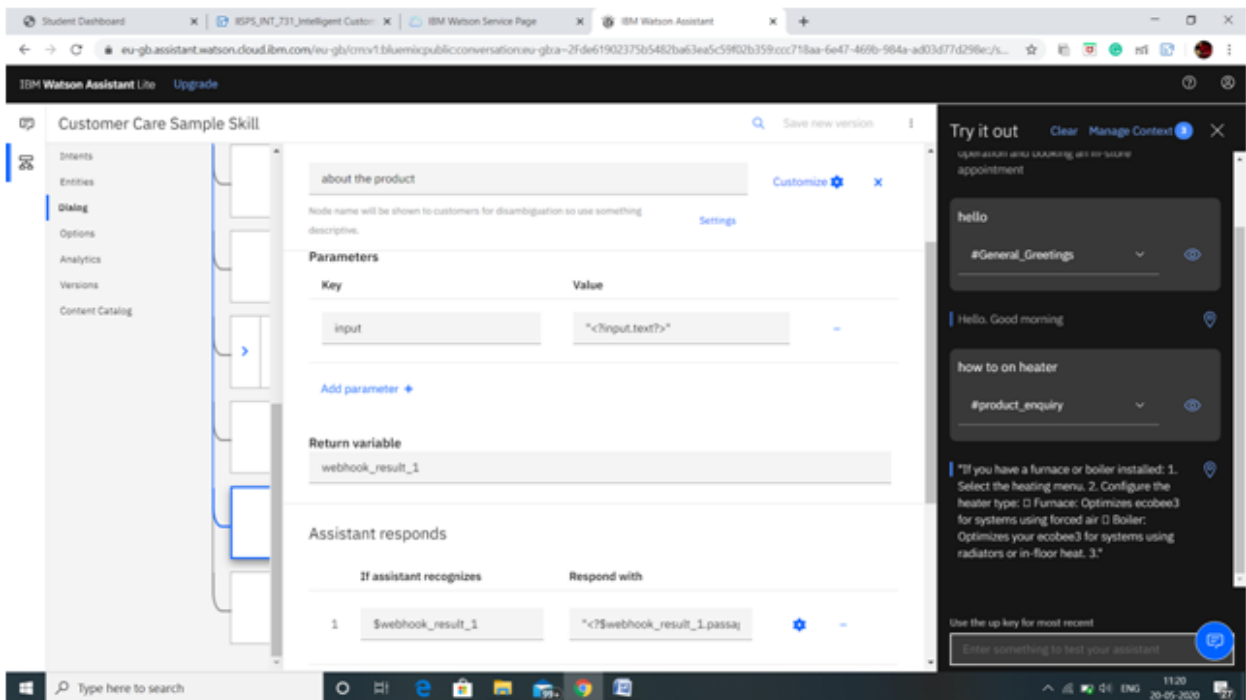 Student Dashboard
IISPS_INT_731_Intelligent Custor
IBM Watson Service Page
IBM Watson Assistant
IBM Watson Assistant Lite Upgrade
Customer Care Sample Skill
Save new version
Intents
Entities
Dialog
Options
Analytics
Versions
Content Catalog
about the product
Customize
Node name will be shown to customers for disambiguation so use something
descriptive.
Settings
Parameters
Key Value
input "<?input.text?>"
Add parameter +
Return variable
webhook_result_1
Assistant responds
If assistant recognizes Respond with
1 $webhook_result_1 "<?$webhook_result_1.passa
Try it out Clear Manage Context 3
operation and booking an in-store
appointment
hello
#General_Greetings
Hello. Good morning
how to on heater
#product_enquiry
"If you have a furnace or boiler installed: 1.
Select the heating menu. 2. Configure the
heater type: □ Furnace: Optimizes ecobee3
for systems using forced air □ Boiler:
Optimizes your ecobee3 for systems using
radiators or in-floor heat. 3."
Use the up key for most recent
Enter something to test your assistant
Type here to search
99+
ENG
11:20
20-05-2020
27